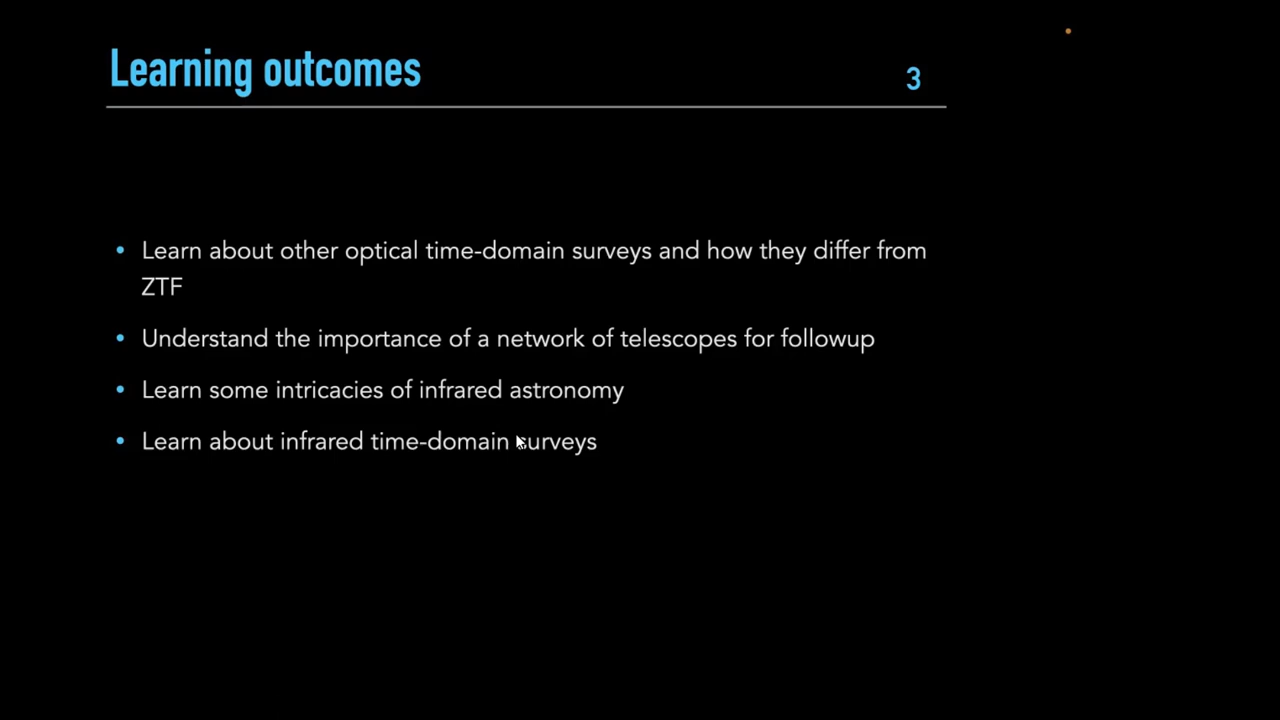 Learning outcomes
3
• Learn about other optical time-domain surveys and how they differ from
ZTF
• Understand the importance of a network of telescopes for followup
• Learn some intricacies of infrared astronomy
• Learn about infrared time-domain surveys